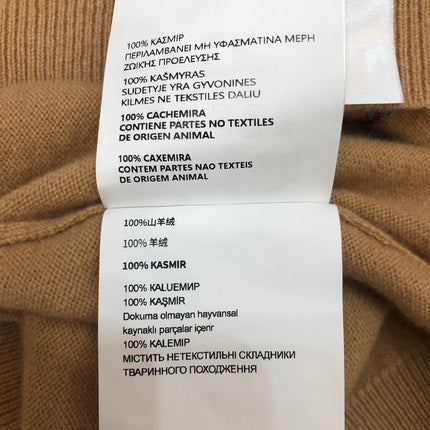 100% ΚΑΣΜΙΡ
ΠΕΡΙΛΑΜΒΑΝΕΙ ΜΗ ΥΦΑΣΜΑΤΙΝΑ ΜΕΡΗ
ΖΩΙΚΗΣ ΠΡΟΕΛΕΥΣΗΣ
100% KAŠMYRAS
SUDETYJE YRA GYVONINES
KILMES NE TEKSTILES DALIU
100% CACHEMIRA
CONTIENE PARTES NO TEXTILES
DE ORIGEN ANIMAL
100% CAXEMIRA
CONTEM PARTES NAO TEXTEIS
DE ORIGEM ANIMAL
100%山羊绒
100% 羊绒
100% KASMIR
100% KALUEMИP
100% KAŞMİR
Dokuma olmayan hayvansal
kaynaklı parçalar içerir
100% КАLЕМІР
МІСТИТЬ НЕТЕКСТИЛЬНІ СКЛАДНИКИ
ТВАРИННОГО ПОХОДЖЕННЯ